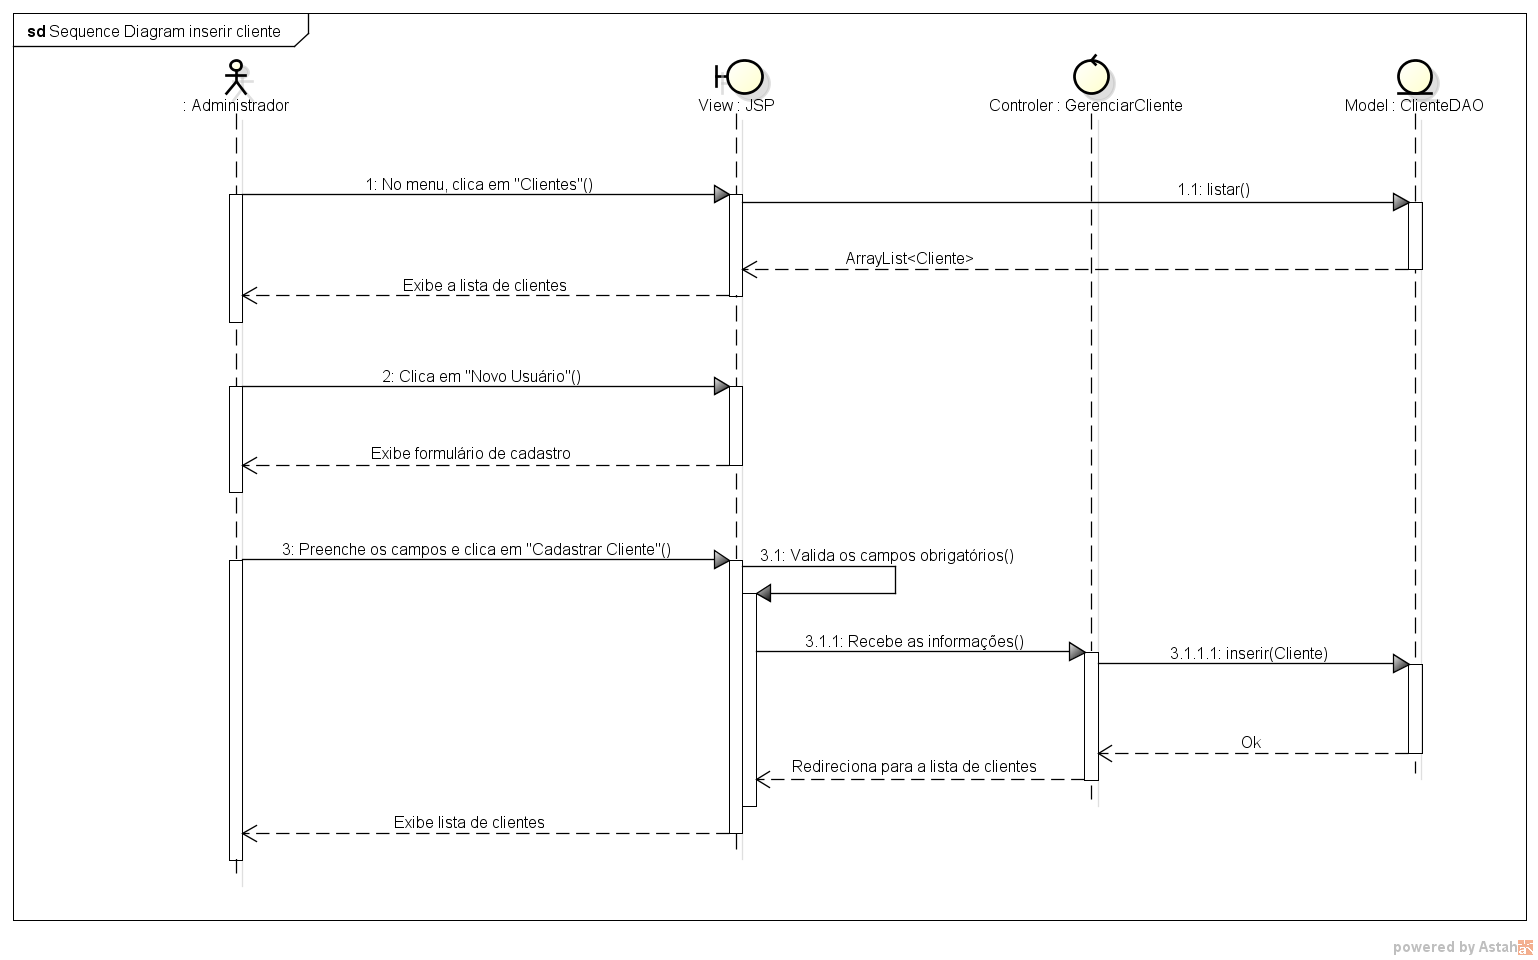 sd Sequence Diagram inserir cliente
: Administrador
View : JSP
Controler : GerenciarCliente
Model : ClienteDAO
1: No menu, clica em "Clientes"()
1.1: listar()
ArrayList<Cliente>
Exibe a lista de clientes
2: Clica em "Novo Usuário"()
Exibe formulário de cadastro
3: Preenche os campos e clica em "Cadastrar Cliente"()
3.1: Valida os campos obrigatórios()
3.1.1: Recebe as informações()
3.1.1.1: inserir(Cliente)
Ok
Redireciona para a lista de clientes
Exibe lista de clientes
powered by Astah